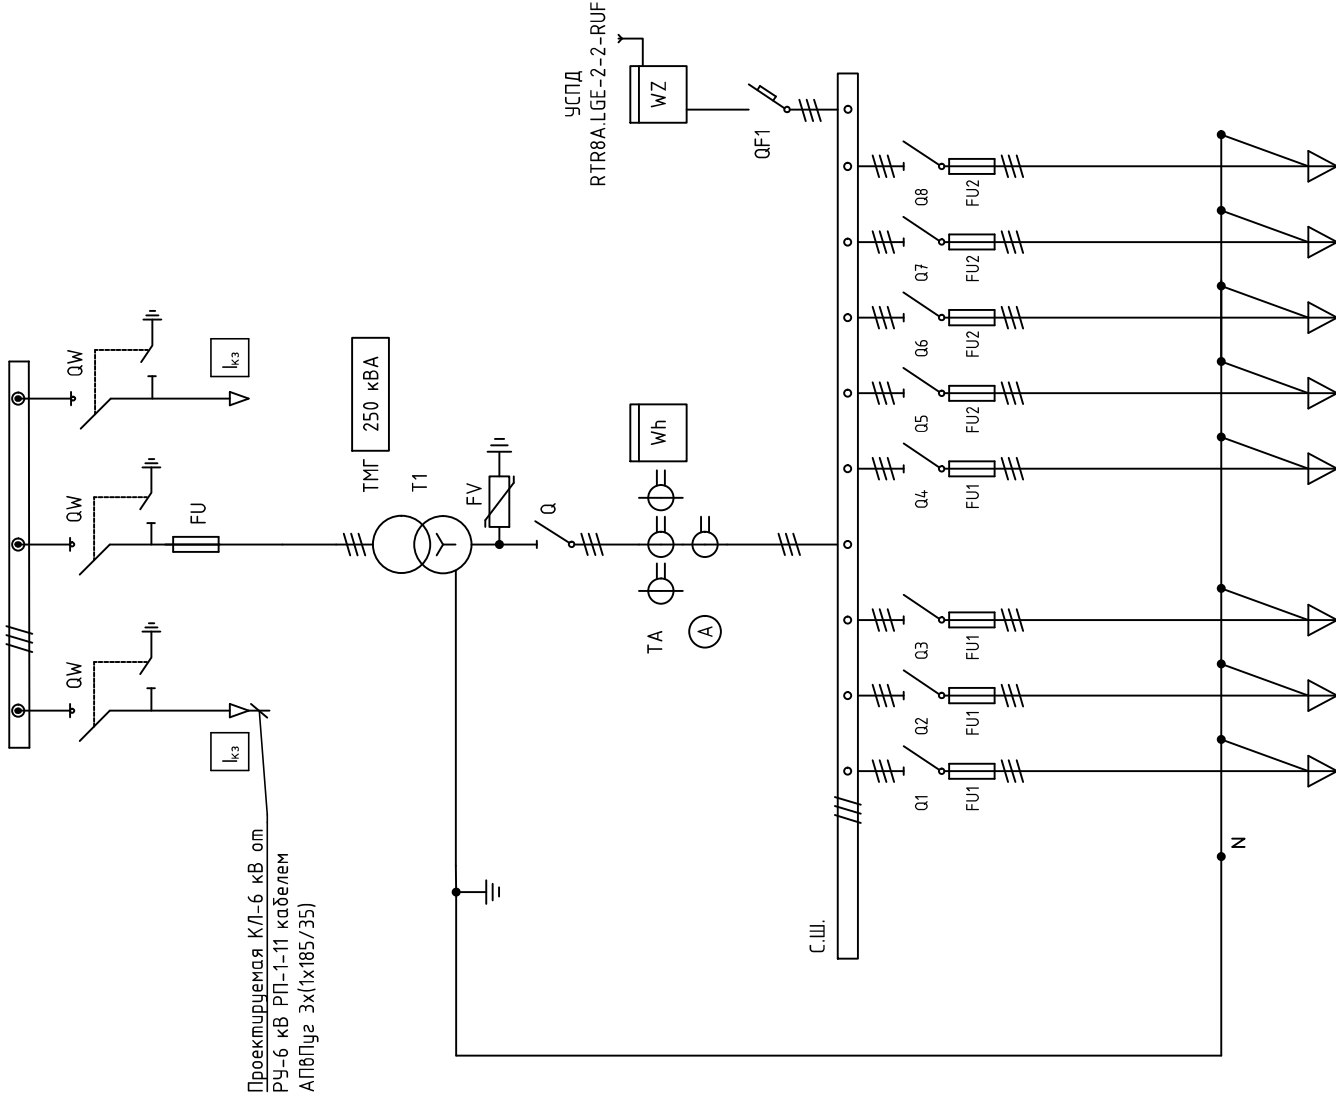 УСПД
RTR8A.LGE-2-2-RUF
WZ
QF1
QW
QW
QW
Iкз
Iкз
FU
ТМГ
250 кВА
T1
FV
Q
Wh
TA
A
Проектируемая КЛ-6 кВ от
РУ-6 кВ РП-1-11 кабелем
АПвПуг 3х(1х185/35)
С.Ш.
Q8
FU2
Q7
FU2
Q6
FU2
Q5
FU2
Q4
FU1
Q3
FU1
Q2
FU1
Q1
FU1
N